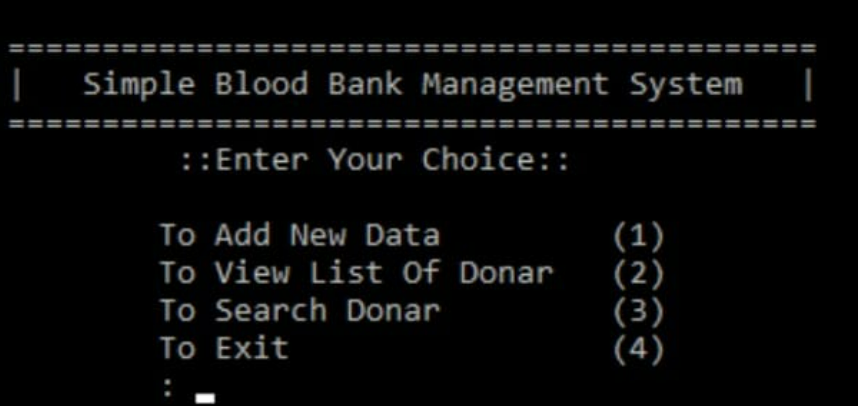 ===========================================
|   Simple Blood Bank Management System   |
===========================================
::Enter Your Choice::
To Add New Data (1)
To View List Of Donar (2)
To Search Donar (3)
To Exit (4)
: _